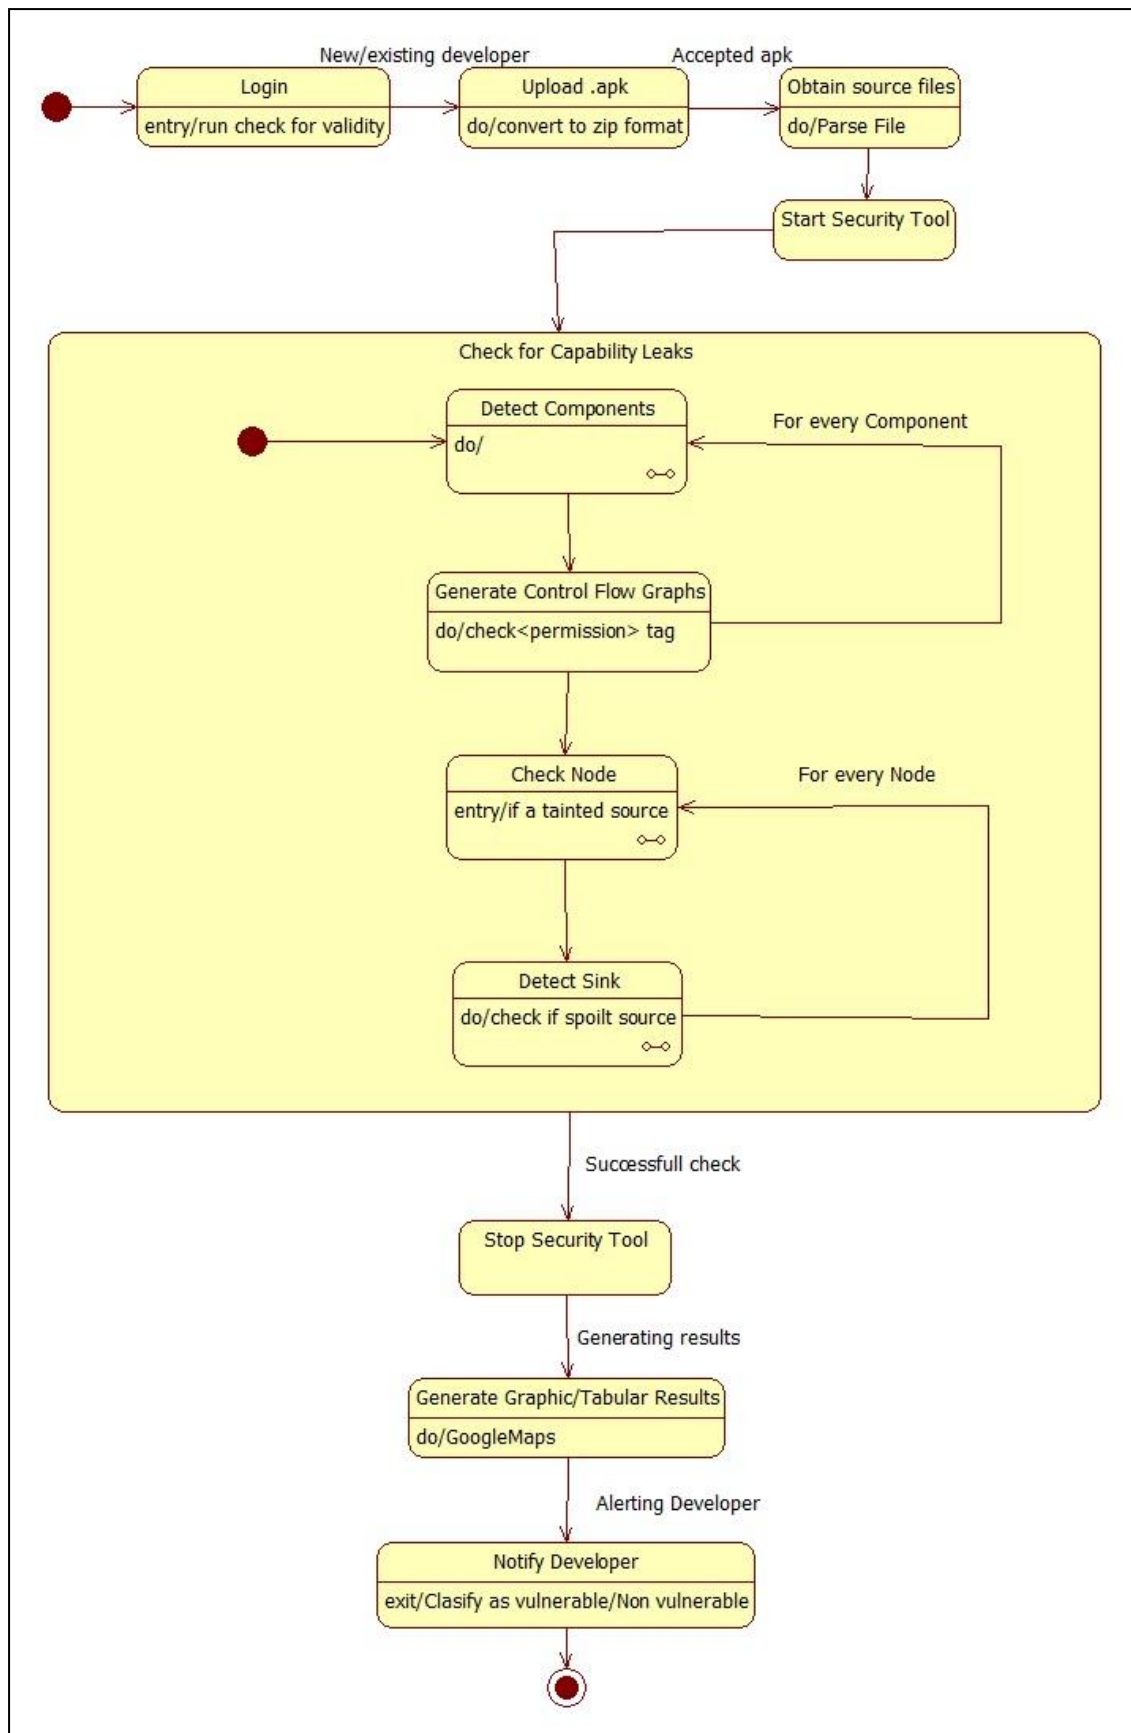 New/existing developer
Accepted apk
Login
entry/run check for validity
Upload .apk
do/convert to zip format
Obtain source files
do/Parse File
Start Security Tool
Check for Capability Leaks
Detect Components
do/
For every Component
Generate Control Flow Graphs
do/check<permission> tag
Check Node
entry/if a tainted source
For every Node
Detect Sink
do/check if spoilt source
Successfull check
Stop Security Tool
Generating results
Generate Graphic/Tabular Results
do/GoogleMaps
Alerting Developer
Notify Developer
exit/Clasify as vulnerable/Non vulnerable